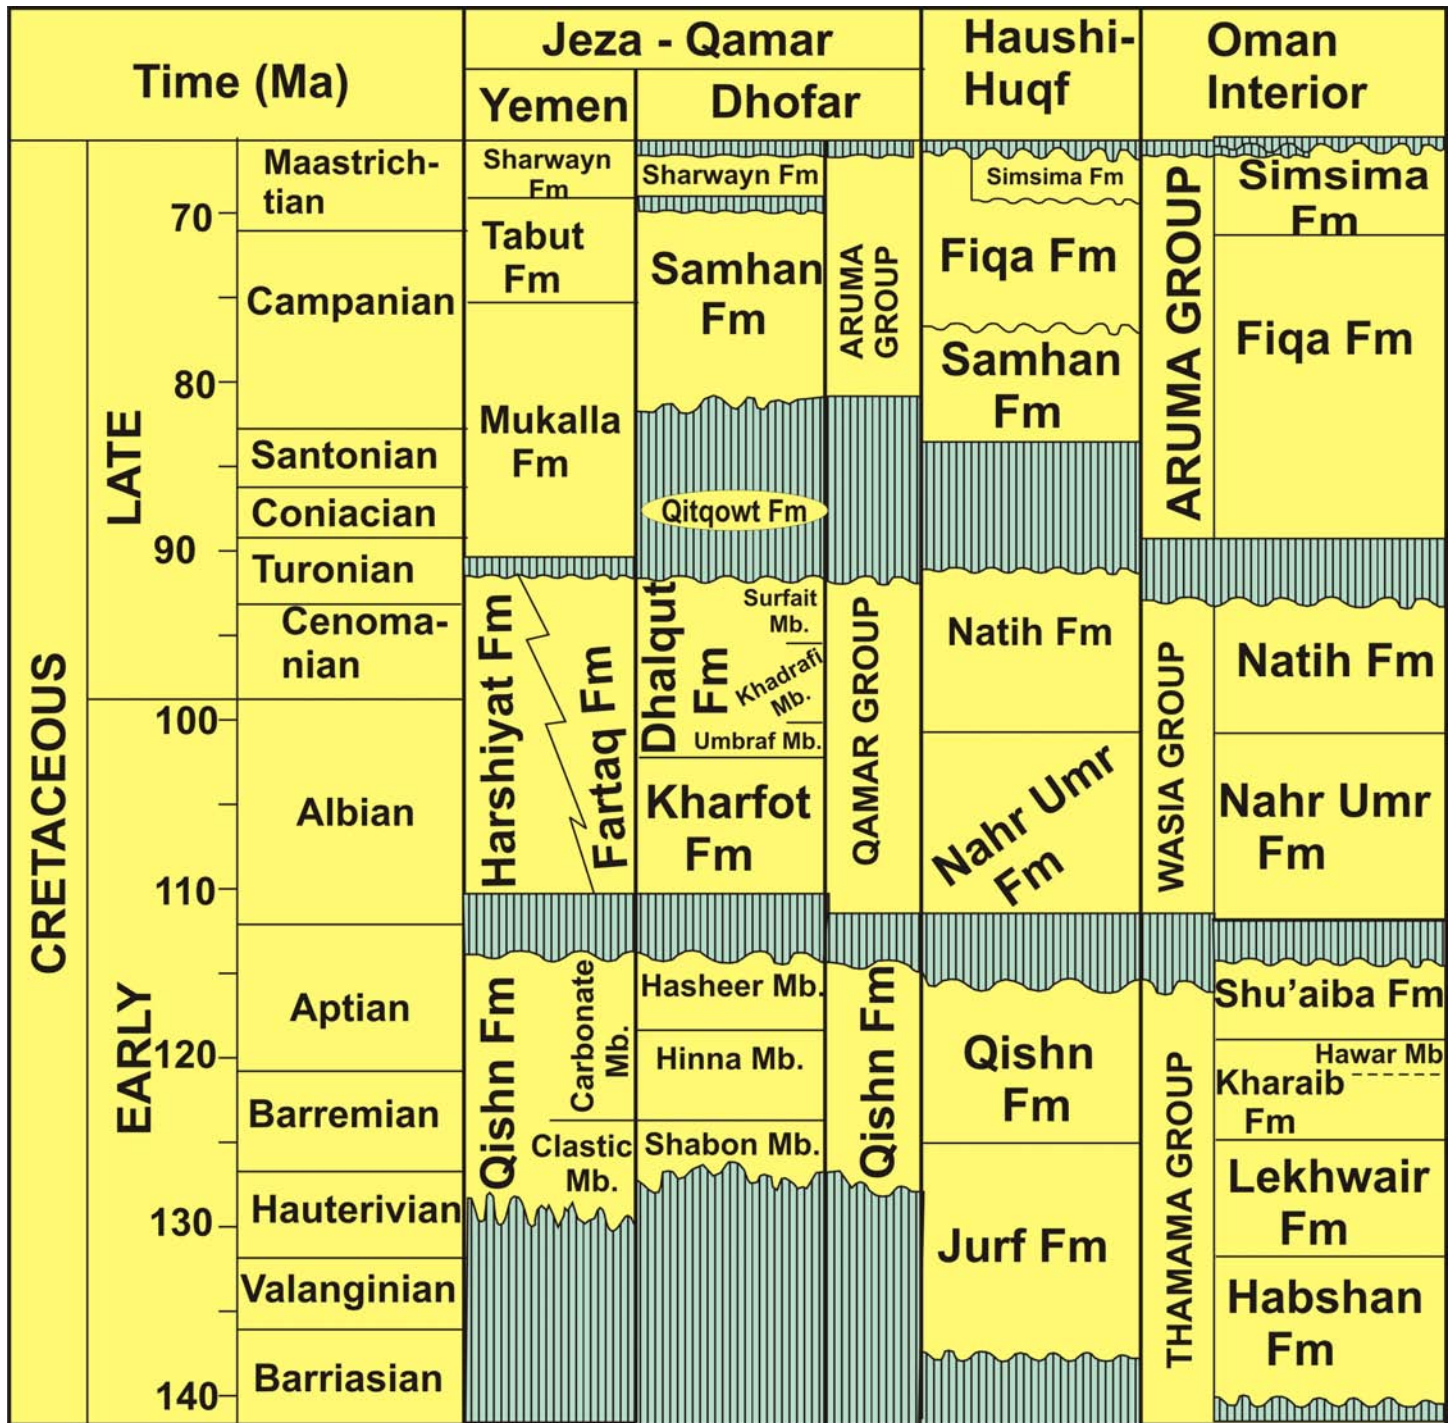 Time (Ma)
Jeza - Qamar
Yemen
Dhofar
Haushi-
Huqf
Oman
Interior
CRETACEOUS
LATE
EARLY
70
80
90
100
110
120
130
140
Maastrich-
tian
Campanian
Santonian
Coniacian
Turonian
Cenoma-
nian
Albian
Aptian
Barremian
Hauterivian
Valanginian
Barriasian
Sharwayn
Fm
Tabut
Fm
Mukalla
Fm
Harshiyat Fm
Fartaq Fm
Qishn Fm
Carbonate
Mb.
Clastic
Mb.
Sharwayn Fm
Samhan
Fm
Qitqowt Fm
Dhalqut
Fm
Surfait
Mb.
Khadrafi
Mb.
Umbraf Mb.
Kharfot
Fm
Hasheer Mb.
Hinna Mb.
Shabon Mb.
ARUMA
GROUP
QAMAR GROUP
Qishn Fm
Simsima Fm
Fiqa Fm
Samhan
Fm
Natih Fm
Nahr Umr
Fm
Qishn
Fm
Jurf Fm
ARUMA GROUP
WASIA GROUP
THAMAMA GROUP
Simsima
Fm
Fiqa Fm
Natih Fm
Nahr Umr
Fm
Shu'aiba Fm
Hawar Mb
Kharaib
Fm
Lekhwair
Fm
Habshan
Fm